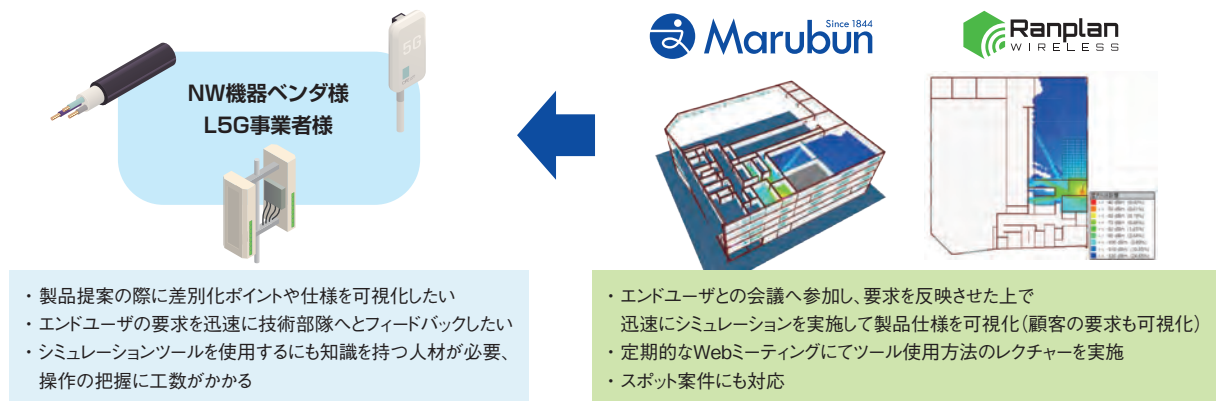 NW機器ベンダ様
L5G事業者様
5G
Since 1844
Marubun
Ranplan
WIRELESS
・ 製品提案の際に差別化ポイントや仕様を可視化したい
・ エンドユーザの要求を迅速に技術部隊へとフィードバックしたい
・ シミュレーションツールを使用するにも知識を持つ人材が必要、
操作の把握に工数がかかる
・ エンドユーザとの会議へ参加し、要求を反映させた上で
迅速にシミュレーションを実施して製品仕様を可視化（顧客の要求も可視化）
・ 定期的なWebミーティングにてツール使用方法のレクチャーを実施
・ スポット案件にも対応